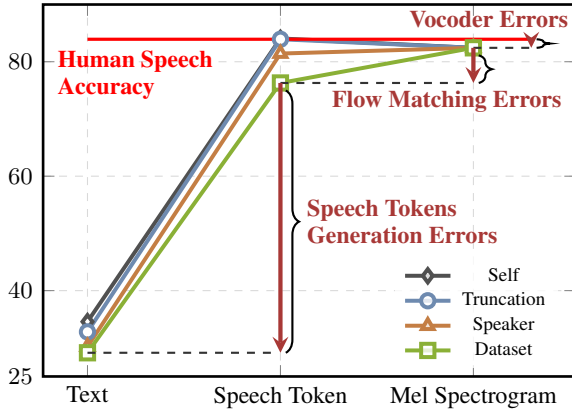 Vocoder Errors
Human Speech
Accuracy
80
Flow Matching Errors
60
Speech Tokens
Generation Errors
40
Self
Truncation
Speaker
Dataset
25
Text
Speech Token
Mel Spectrogram